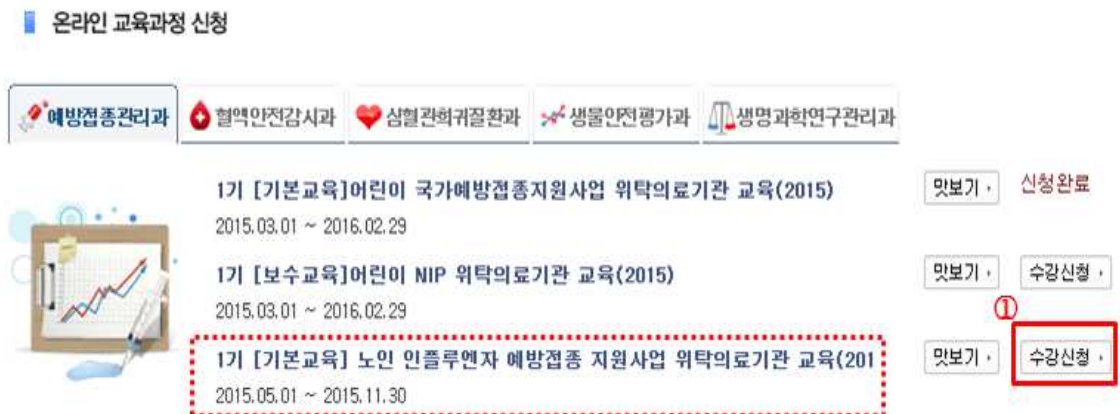 온라인 교육과정 신청
예방접종관리과 혈액안전감시과 심혈관희귀질환과 생물안전평가과 생명과학연구관리과
1기 [기본교육]어린이 국가예방접종지원사업 위탁의료기관 교육(2015) 맛보기 신청완료
2015.03.01 ~ 2016.02.29
1기 [보수교육]어린이 NIP 위탁의료기관 교육(2015) 맛보기 수강신청
2015.03.01 ~ 2016.02.29
①
1기 [기본교육] 노인 인플루엔자 예방접종 지원사업 위탁의료기관 교육(201 맛보기 수강신청
2015.05.01 ~ 2015.11.30